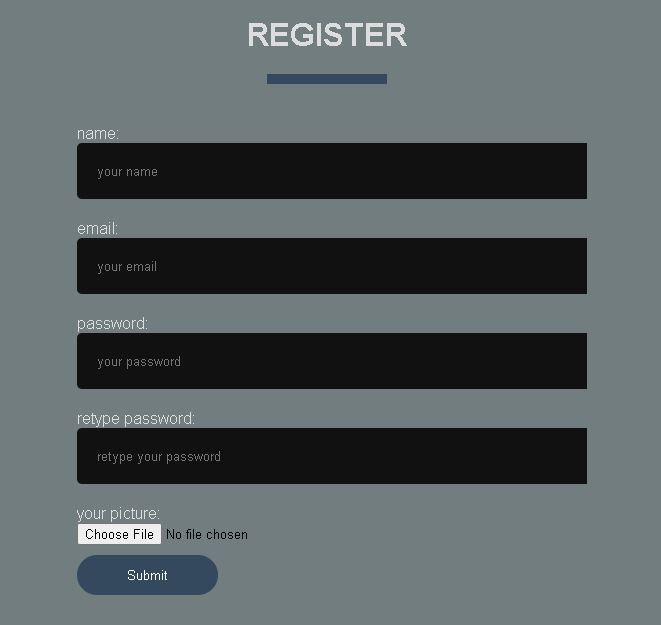 REGISTER
name:
your name
email:
your email
password:
your password
retype password:
retype your password
your picture:
Choose File No file chosen
Submit